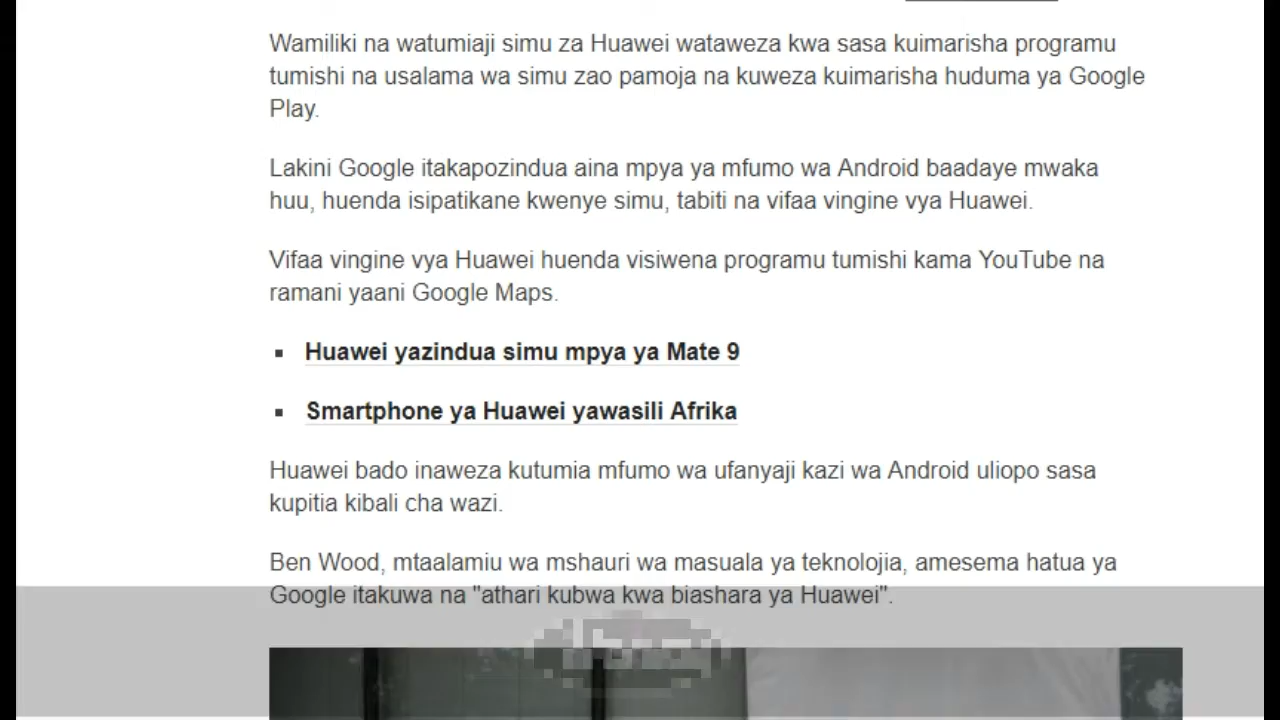 Wamiliki na watumiaji simu za Huawei wataweza kwa sasa kuimarisha programu
tumishi na usalama wa simu zao pamoja na kuweza kuimarisha huduma ya Google
Play.
Lakini Google itakapozindua aina mpya ya mfumo wa Android baadaye mwaka
huu, huenda isipatikane kwenye simu, tabiti na vifaa vingine vya Huawei.
Vifaa vingine vya Huawei huenda visiwena programu tumishi kama YouTube na
ramani yaani Google Maps.
Huawei yazindua simu mpya ya Mate 9
Smartphone ya Huawei yawasili Afrika
Huawei bado inaweza kutumia mfumo wa ufanyaji kazi wa Android uliopo sasa
kupitia kibali cha wazi.
Ben Wood, mtaalamiu wa mshauri wa masuala ya teknolojia, amesema hatua ya
Google itakuwa na "athari kubwa kwa biashara ya Huawei".